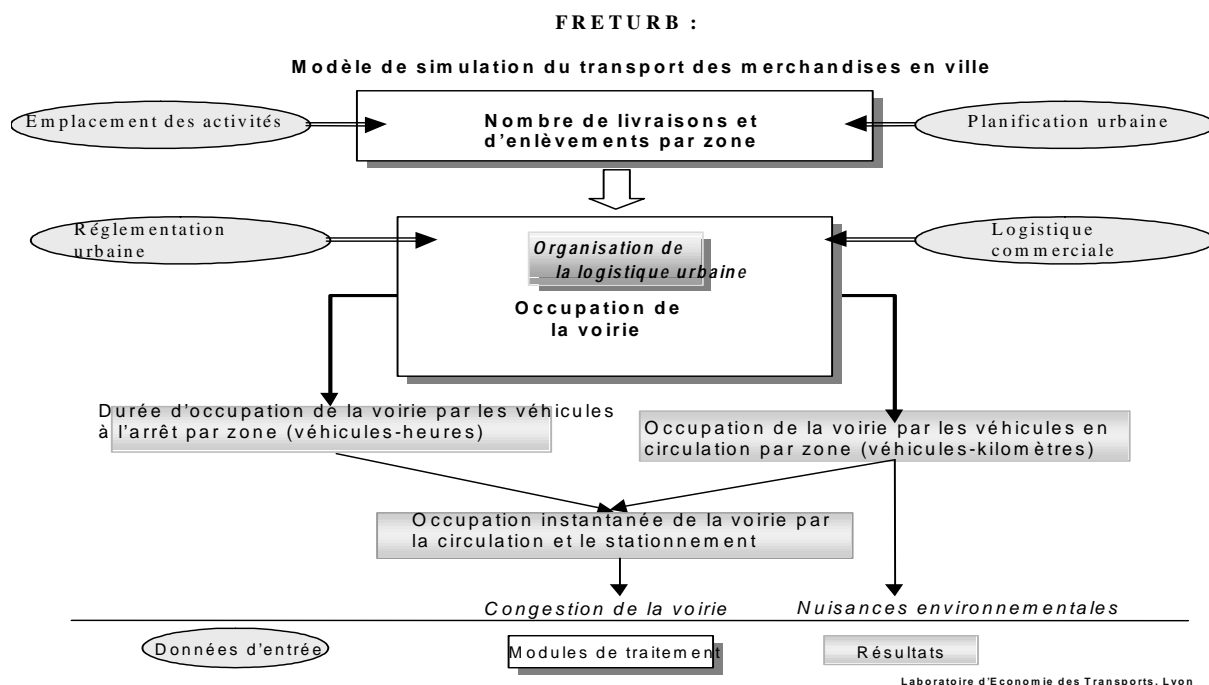 FRETURB :
Modèle de simulation du transport des merchandises en ville
Emplacement des activités
Nombre de livraisons et
d'enlèvements par zone
Planification urbaine
Réglementation
urbaine
Organisation de
la logistique urbaine
Occupation de
la voirie
Logistique
commerciale
Durée d'occupation de la voirie par les véhicules
à l'arrêt par zone (véhicules-heures)
Occupation de la voirie par les véhicules en
circulation par zone (véhicules-kilomètres)
Occupation instantanée de la voirie par
la circulation et le stationnement
Congestion de la voirie
Nuisances environnementales
Données d'entrée
Modules de traitement
Résultats
Laboratoire d'Economie des Transports, Lyon